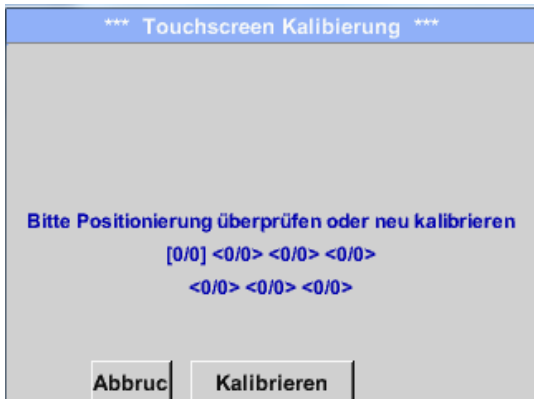 *** Touchscreen Kalibierung ***
Bitte Positionierung überprüfen oder neu kalibrieren
[0/0] <0/0> <0/0> <0/0>
<0/0> <0/0> <0/0>
Abbruc Kalibrieren